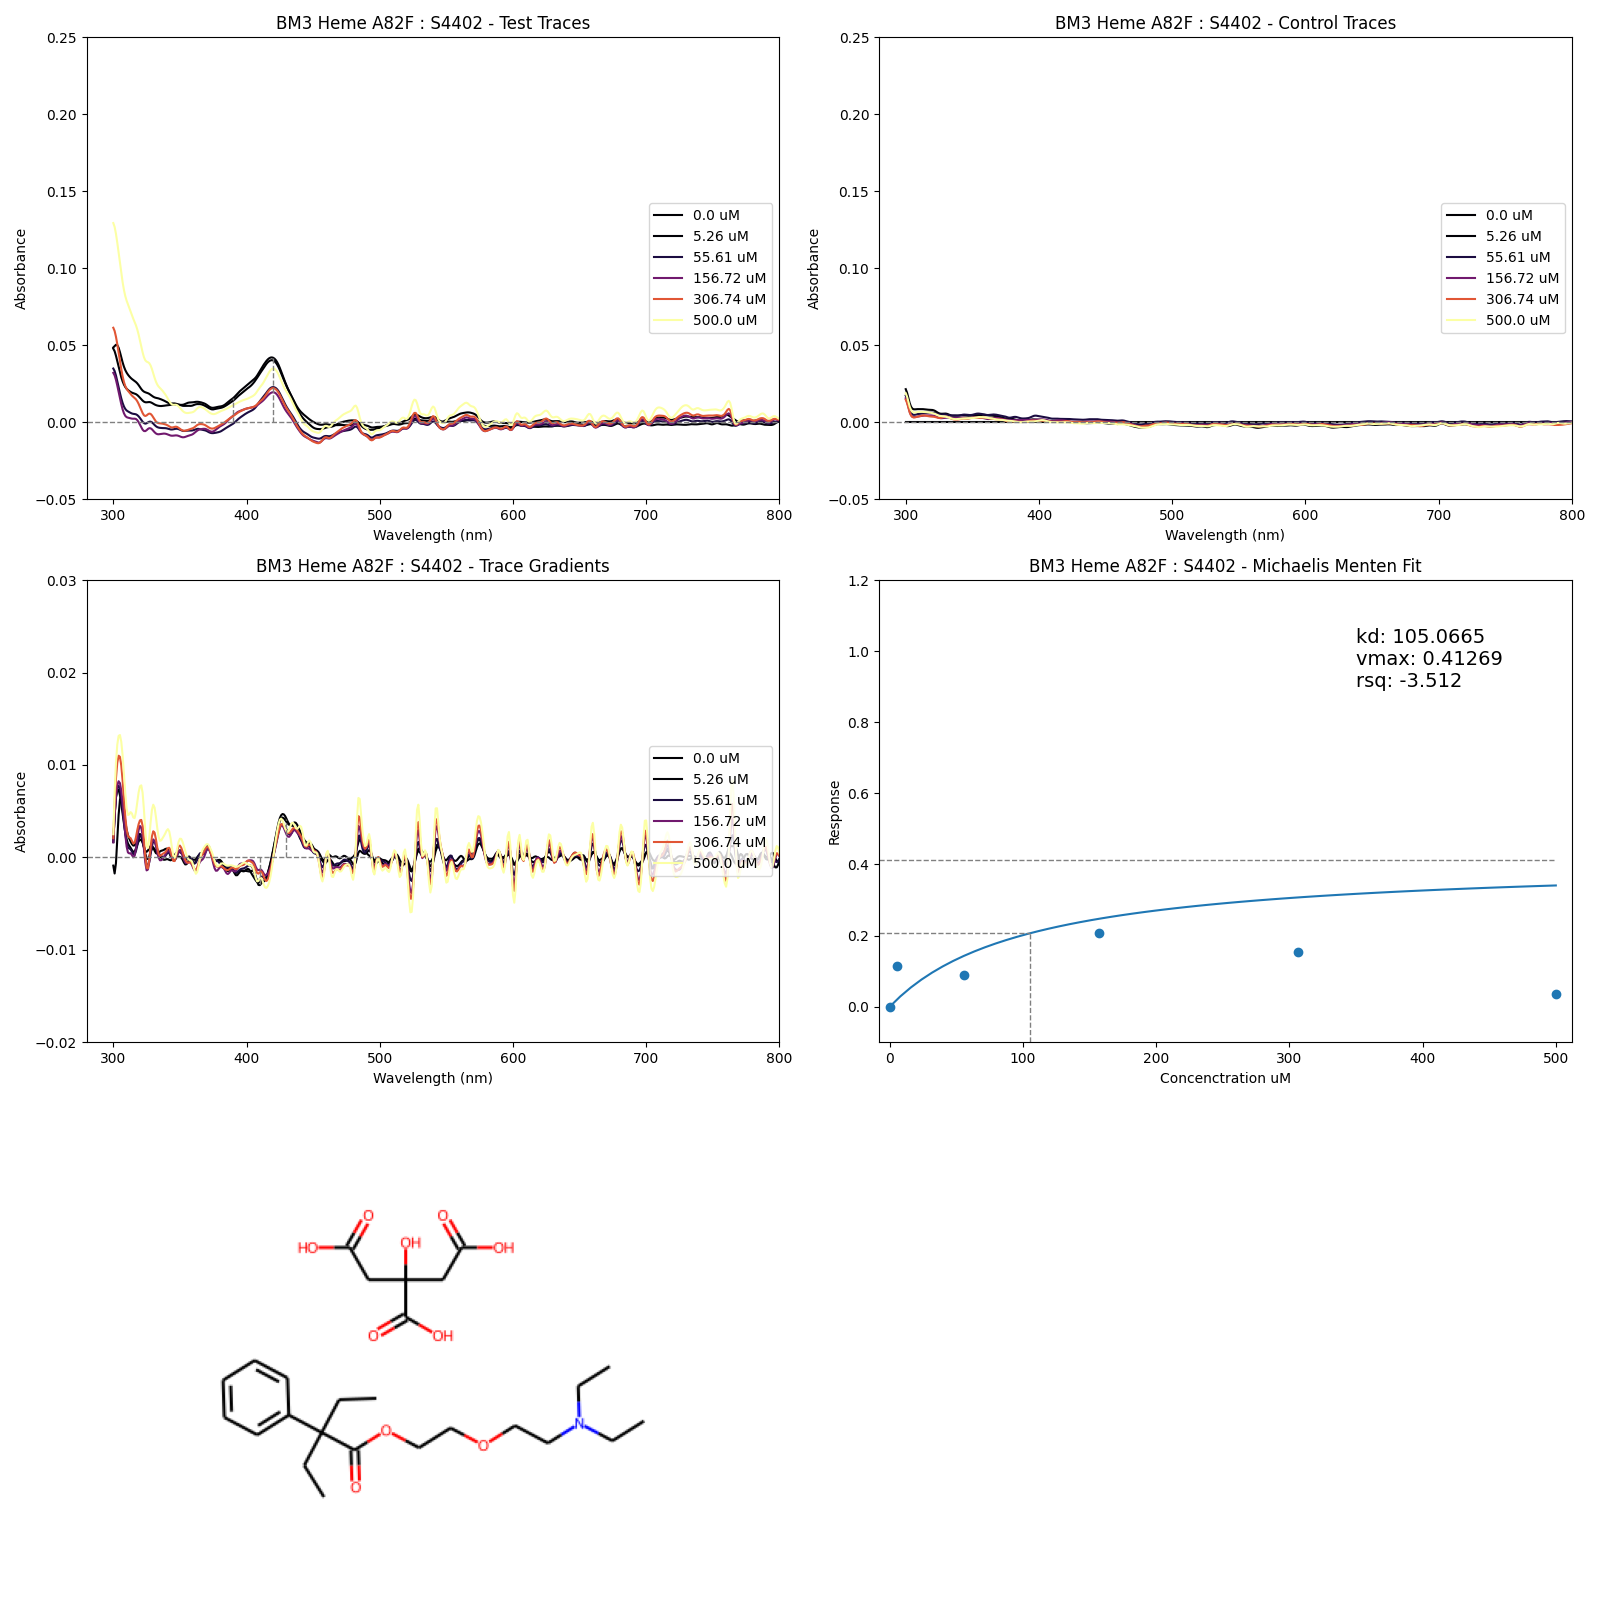 BM3 Heme A82F : S4402 - Test Traces
0.25
0.20
0.15
0.10
0.05
0.00
−0.05
Absorbance
300 400 500 600 700 800
Wavelength (nm)
0.0 uM
5.26 uM
55.61 uM
156.72 uM
306.74 uM
500.0 uM
BM3 Heme A82F : S4402 - Control Traces
0.25
0.20
0.15
0.10
0.05
0.00
−0.05
Absorbance
300 400 500 600 700 800
Wavelength (nm)
0.0 uM
5.26 uM
55.61 uM
156.72 uM
306.74 uM
500.0 uM
BM3 Heme A82F : S4402 - Trace Gradients
0.03
0.02
0.01
0.00
−0.01
−0.02
Absorbance
300 400 500 600 700 800
Wavelength (nm)
0.0 uM
5.26 uM
55.61 uM
156.72 uM
306.74 uM
500.0 uM
BM3 Heme A82F : S4402 - Michaelis Menten Fit
kd: 105.0665
vmax: 0.41269
rsq: -3.512
1.2
1.0
0.8
0.6
0.4
0.2
0.0
Response
0 100 200 300 400 500
Concenctration uM
O O
HO OH OH
O OH
O N
O
O